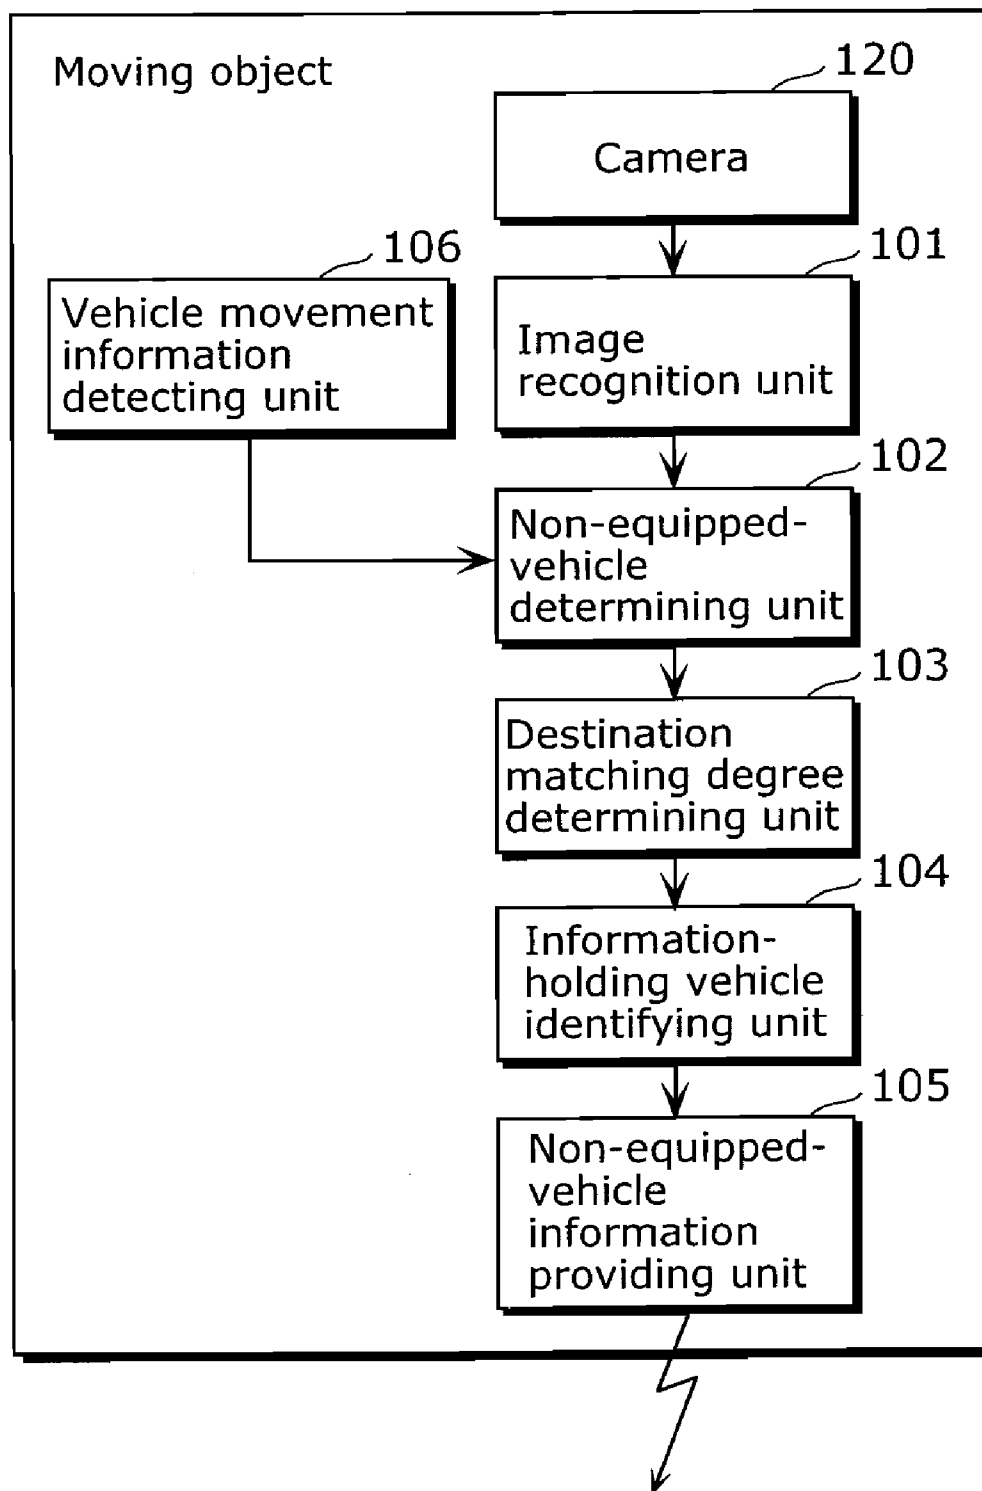 Moving object
120
Camera
106
101
Vehicle movement
information
detecting unit
Image
recognition unit
102
Non-equipped-
vehicle
determining unit
103
Destination
matching degree
determining unit
104
Information-
holding vehicle
identifying unit
105
Non-equipped-
vehicle
information
providing unit